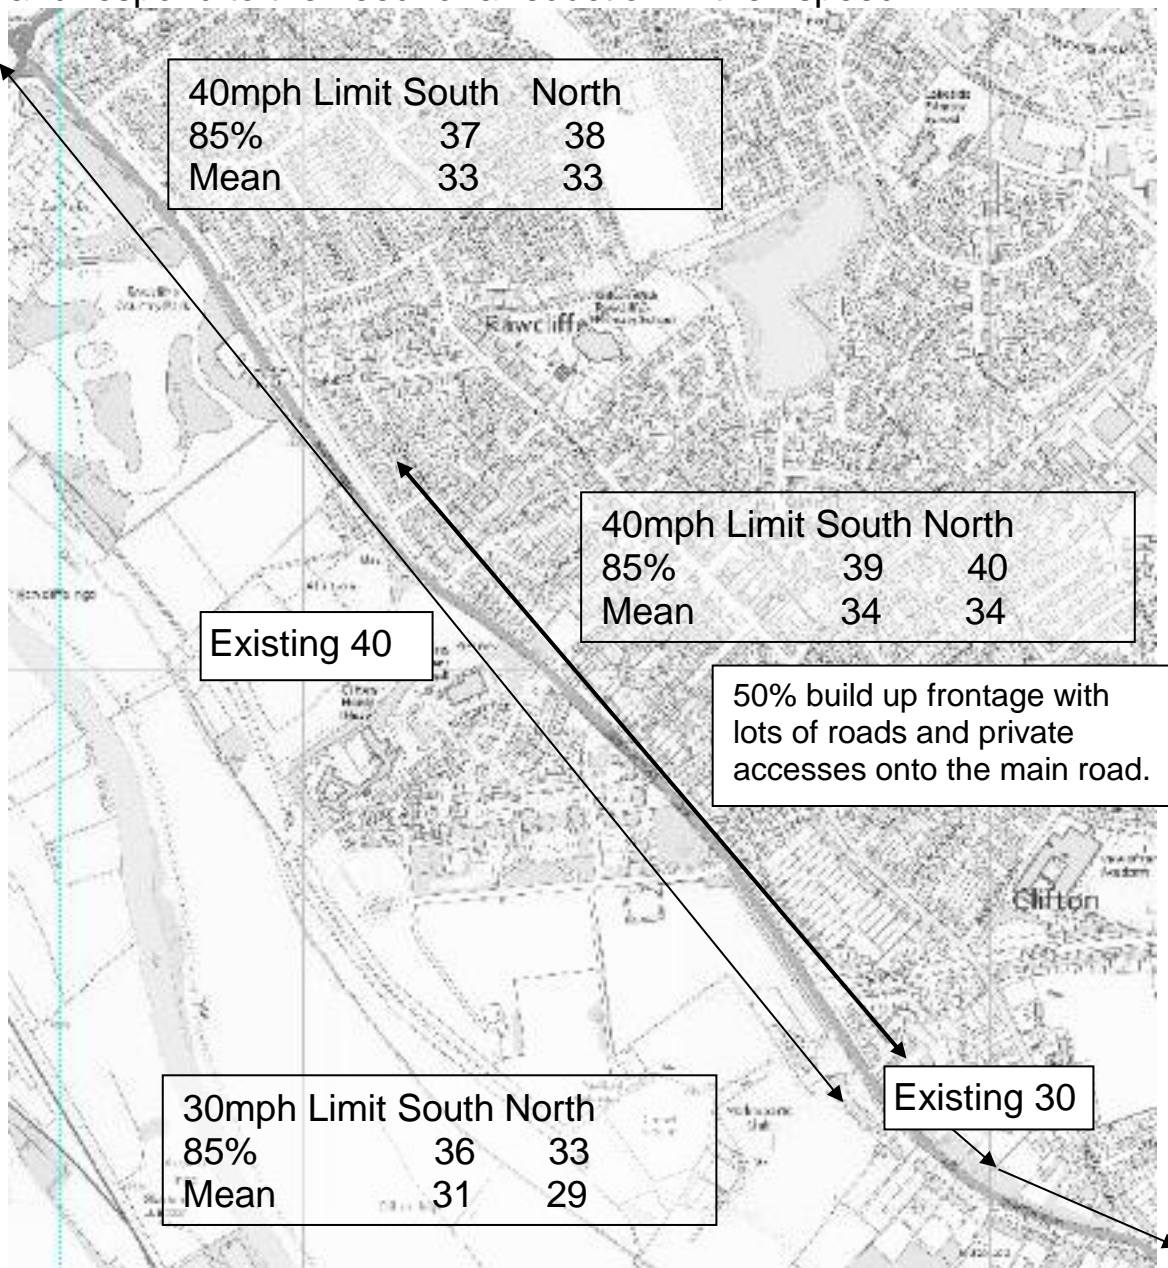 40mph Limit South North
85% 37 38
Mean 33 33
Rawcliffe
40mph Limit South North
85% 39 40
Mean 34 34
Existing 40
50% build up frontage with
lots of roads and private
accesses onto the main road.
Clifton
Existing 30
30mph Limit South North
85% 36 33
Mean 31 29